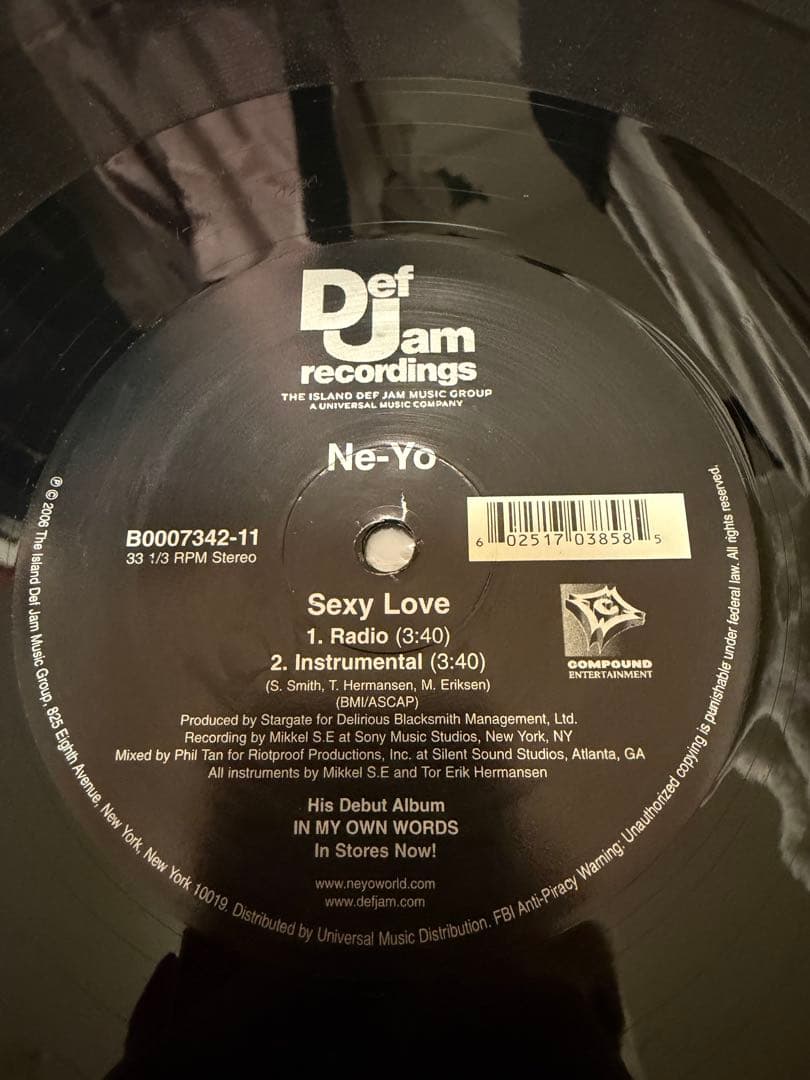 Def
Jam
recordings
THE ISLAND DEF JAM MUSIC GROUP
A UNIVERSAL MUSIC COMPANY
Ne-Yo
B0007342-11
33 1/3 RPM Stereo
6 02517 03858 5
Sexy Love
1. Radio (3:40)
2. Instrumental (3:40)
(S. Smith, T. Hermansen, M. Eriksen)
(BMI/ASCAP)
COMPOUND
ENTERTAINMENT
Produced by Stargate for Delirious Blacksmith Management, Ltd.
Recording by Mikkel S.E at Sony Music Studios, New York, NY
Mixed by Phil Tan for Riotproof Productions, Inc. at Silent Sound Studios, Atlanta, GA
All instruments by Mikkel S.E and Tor Erik Hermansen
His Debut Album
IN MY OWN WORDS
In Stores Now!
www.neyoworld.com
www.defjam.com
℗ © 2006 The Island Def Jam Music Group, 825 Eighth Avenue, New York, New York 10019. Distributed by Universal Music Distribution. FBI Anti-Piracy Warning: Unauthorized copying is punishable under federal law. All rights reserved.